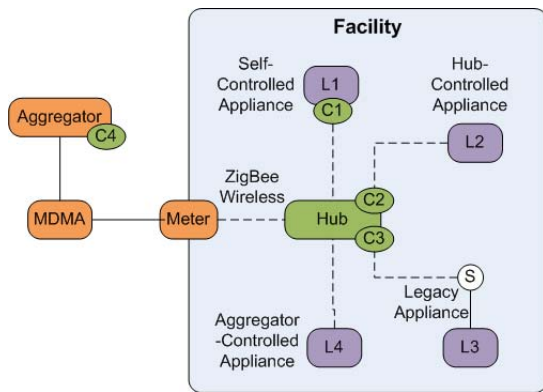 Facility
Self-
Controlled
Appliance
L1
C1
Hub-
Controlled
Appliance
L2
Aggregator
C4
ZigBee
Wireless
MDMA
Meter
Hub
C2
C3
S
Legacy
Appliance
L3
Aggregator
-Controlled
Appliance
L4